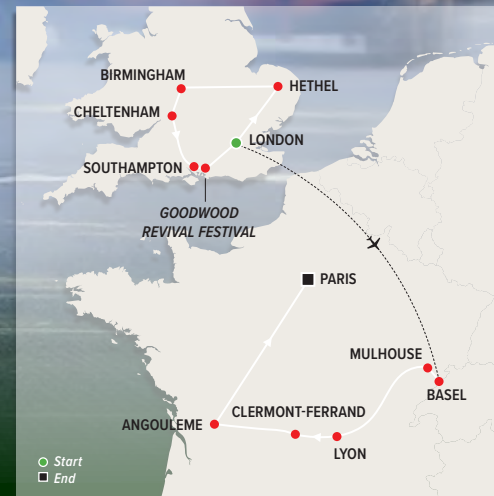 BIRMINGHAM
HETHEL
CHELTENHAM
LONDON
SOUTHAMPTON
GOODWOOD
REVIVAL FESTIVAL
PARIS
MULHOUSE
BASEL
CLERMONT-FERRAND
ANGOULEME
LYON
Start
End